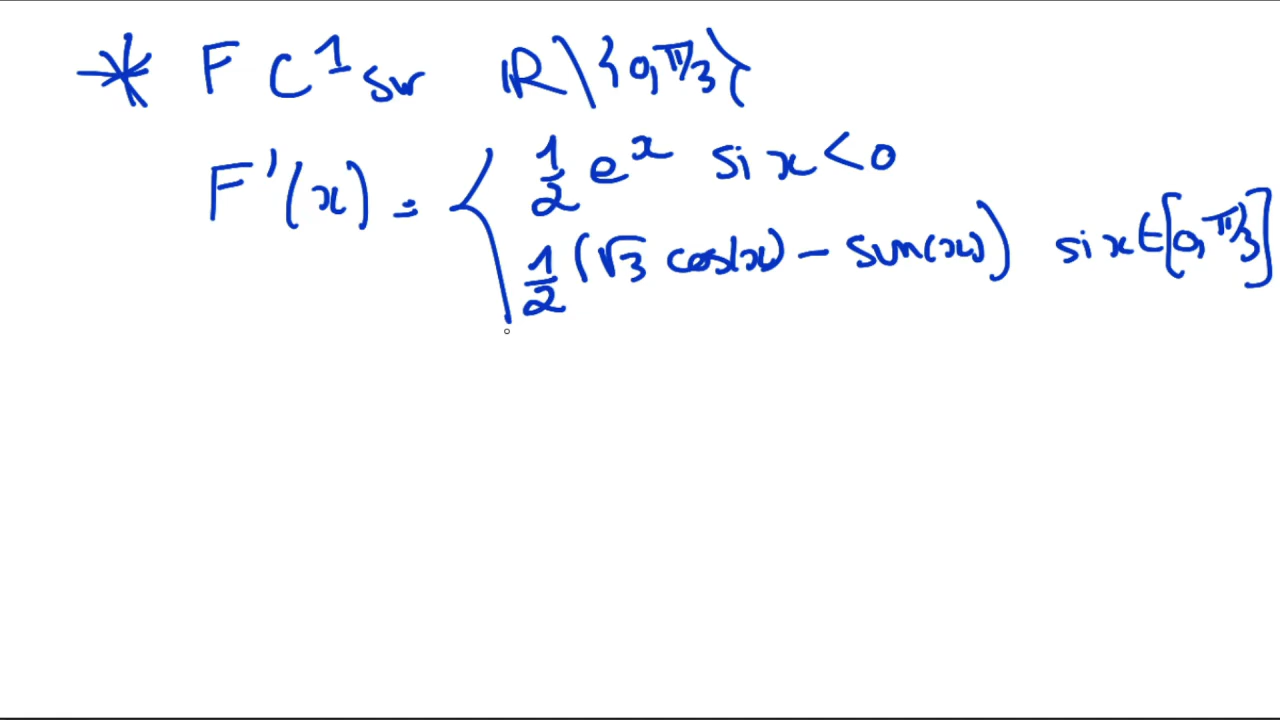 * F C¹ sur ℝ\{0, π/3}
F'(x) = { 1/2 eˣ si x < 0
1/2 (√3 cos(x) - sin(x)) si x ∈ [0, π/3]